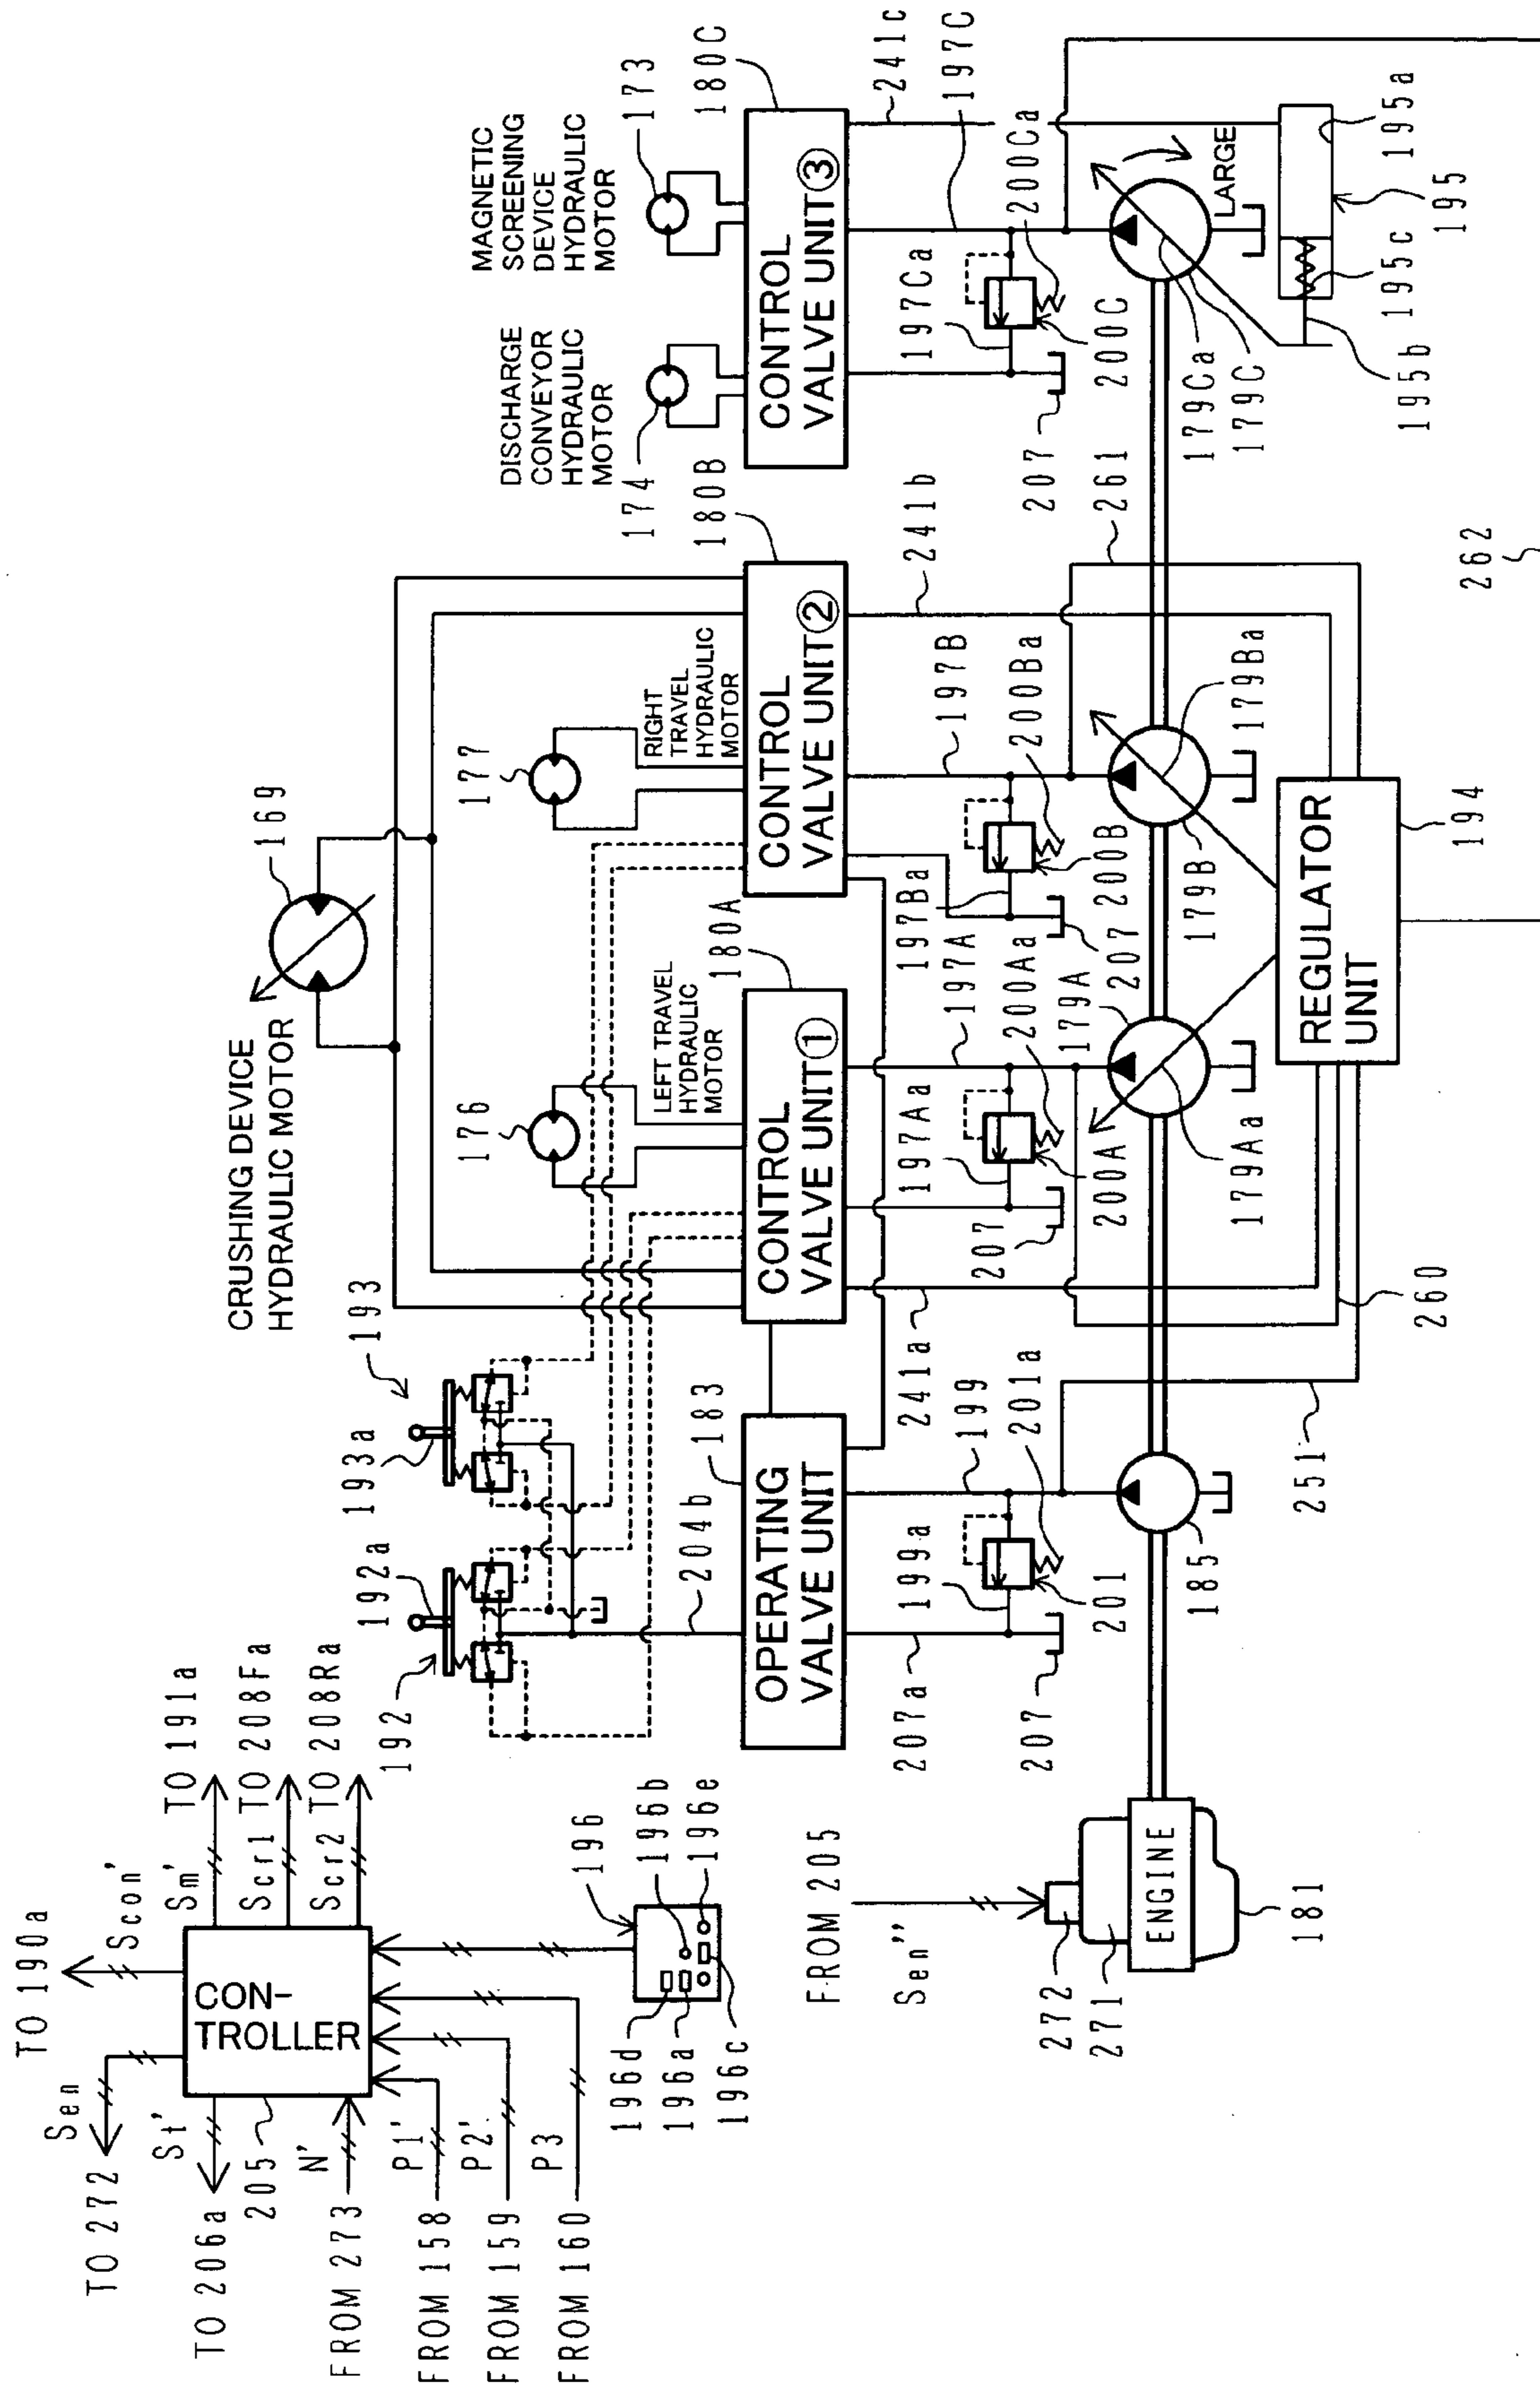 TO 190a
Scon'
Sen
TO 272
St'
TO 206a
CON-
TROLLER
205
N'
FROM 273
P1'
FROM 158
P2'
FROM 159
P3
FROM 160
Sm'
TO 191a
Scr1
TO 208Fa
Scr2
TO 208Ra
196
196b
196e
196d
196a
196c
192
192a
193a
193
CRUSHING DEVICE
HYDRAULIC MOTOR
169
176
LEFT TRAVEL
HYDRAULIC
MOTOR
177
RIGHT
TRAVEL
HYDRAULIC
MOTOR
DISCHARGE
CONVEYOR
HYDRAULIC
MOTOR
174
MAGNETIC
SCREENING
DEVICE
HYDRAULIC
MOTOR
173
204b
183
180A
180B
180C
OPERATING
VALVE UNIT
CONTROL
VALVE UNIT①
CONTROL
VALVE UNIT②
CONTROL
VALVE UNIT③
207a
199a
199
201a
201
207
241a
197Aa
197A
200Aa
200A
207
197Ba
197B
200Ba
200B
207
241b
197Ca
197C
200Ca
200C
207
241c
FROM 205
Sen''
272
271
ENGINE
181
185
251
260
179A
179Aa
179B
179Ba
261
179Ca
179C
LARGE
REGULATOR
UNIT
194
262
195b
195c
195
195a